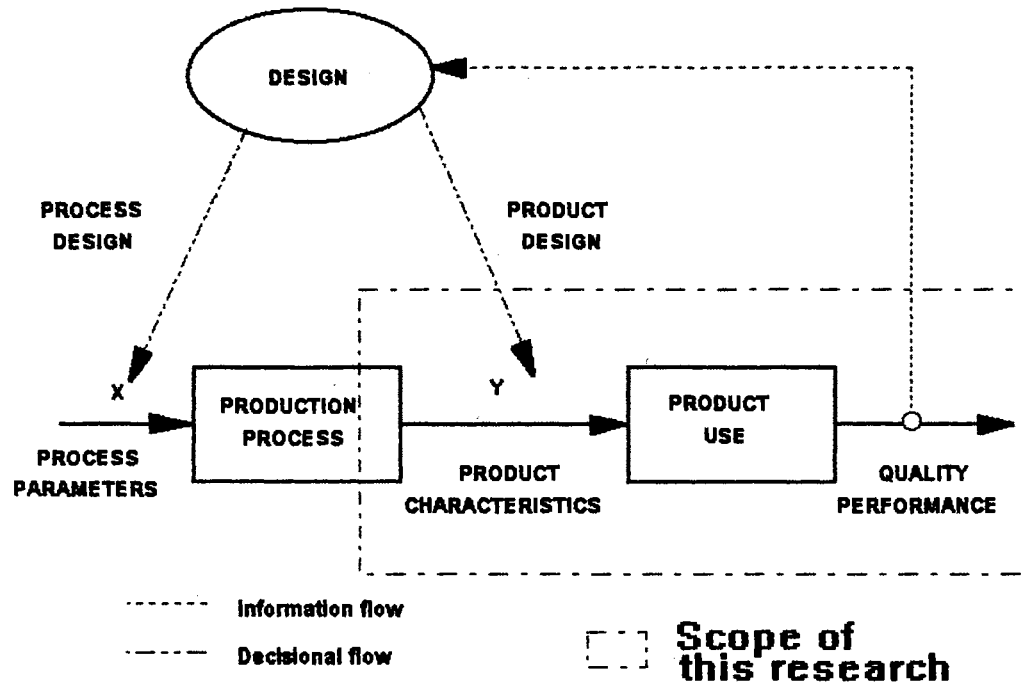 DESIGN
PROCESS
DESIGN
PRODUCT
DESIGN
X
Y
PRODUCTION
PROCESS
PRODUCT
USE
PROCESS
PARAMETERS
PRODUCT
CHARACTERISTICS
QUALITY
PERFORMANCE
Information flow
Decisional flow
Scope of
this research